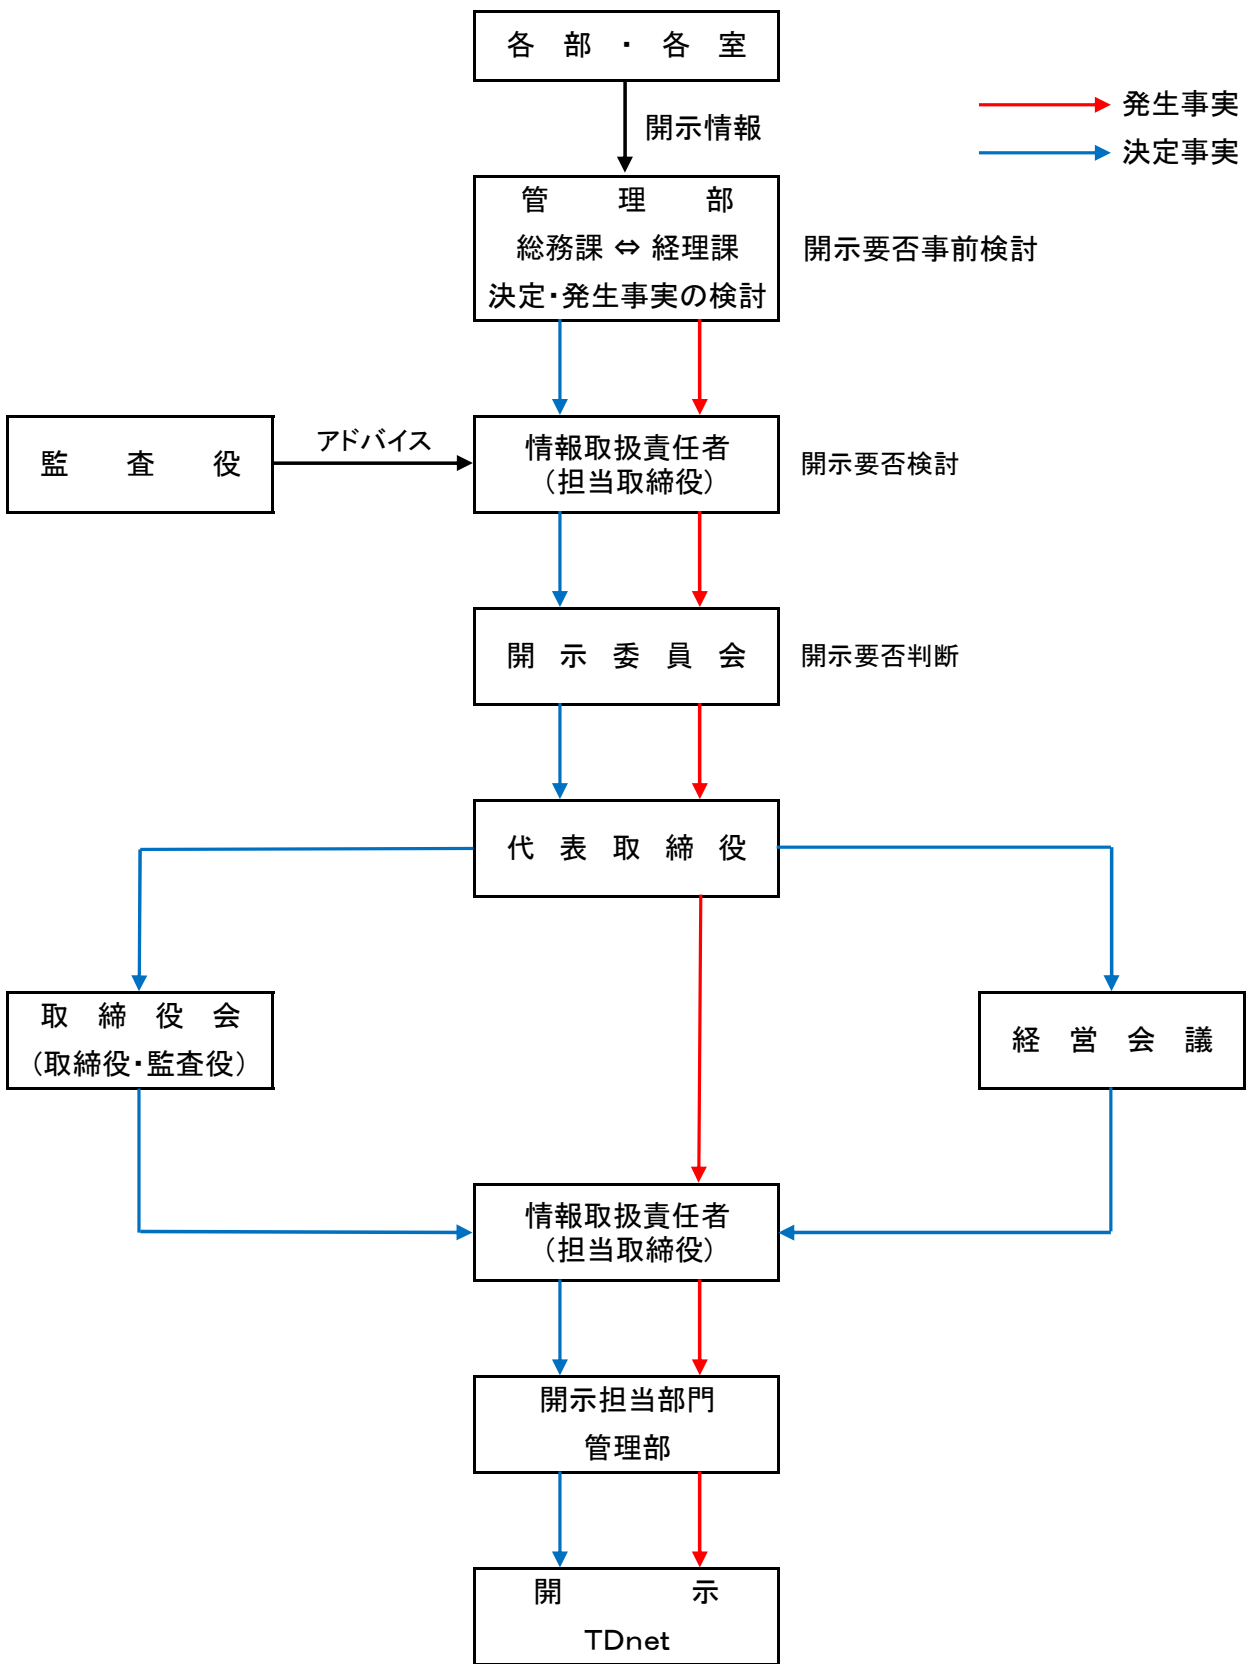 各 部 ・ 各 室
発生事実
開示情報
決定事実
管 理 部
総務課 ⇔ 経理課
決定・発生事実の検討
開示要否事前検討
監 査 役
アドバイス
情報取扱責任者
（担当取締役）
開示要否検討
開 示 委 員 会
開示要否判断
代 表 取 締 役
取 締 役 会
（取締役・監査役）
経 営 会 議
情報取扱責任者
（担当取締役）
開示担当部門
管理部
開 示
TDnet